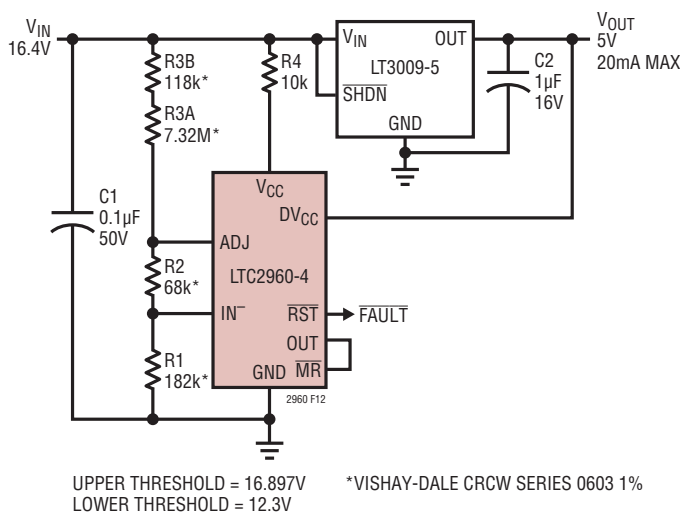 VIN
16.4V
R3B
118k*
R3A
7.32M*
R4
10k
VIN
OUT
LT3009-5
SHDN
GND
VOUT
5V
20mA MAX
C2
1µF
16V
C1
0.1µF
50V
VCC
DVCC
ADJ
LTC2960-4
R2
68k*
IN–
RST
FAULT
OUT
R1
182k*
GND
MR
2960 F12
UPPER THRESHOLD = 16.897V
LOWER THRESHOLD = 12.3V
*VISHAY-DALE CRCW SERIES 0603 1%